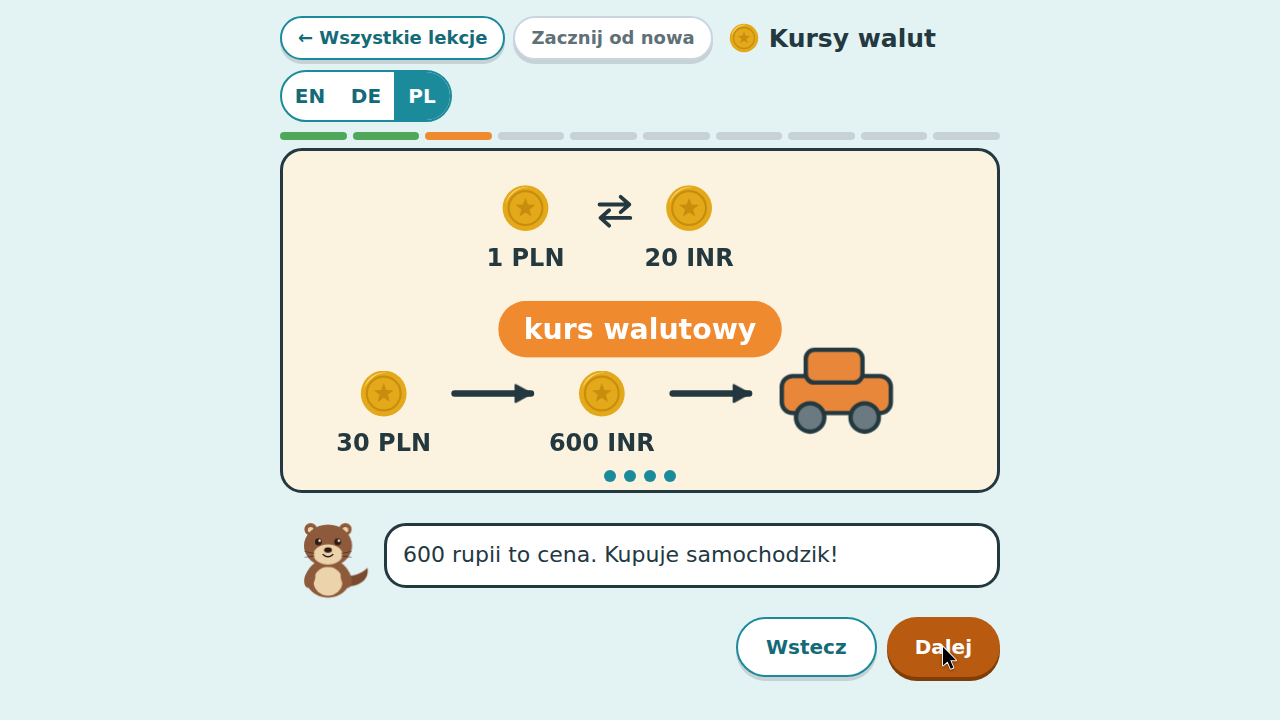 ← Wszystkie lekcje
Zacznij od nowa
Kursy walut
EN DE PL
1 PLN
20 INR
kurs walutowy
30 PLN
600 INR
600 rupii to cena. Kupuje samochodzik!
Wstecz
Dalej